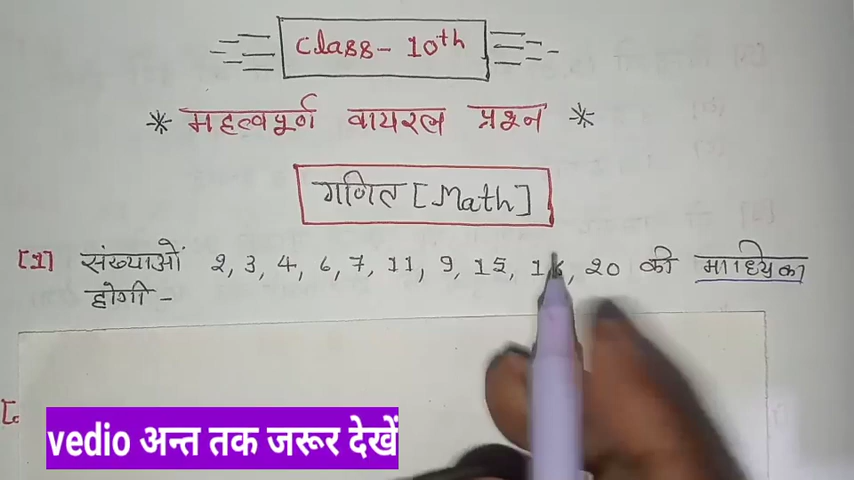 Class- 10th
* महत्वपूर्ण वायरल प्रश्न *
गणित [Math]
[1] संख्याओं 2, 3, 4, 6, 7, 11, 9, 15, 20 की माध्यिका
होगी -
vedio अन्त तक जरूर देखें